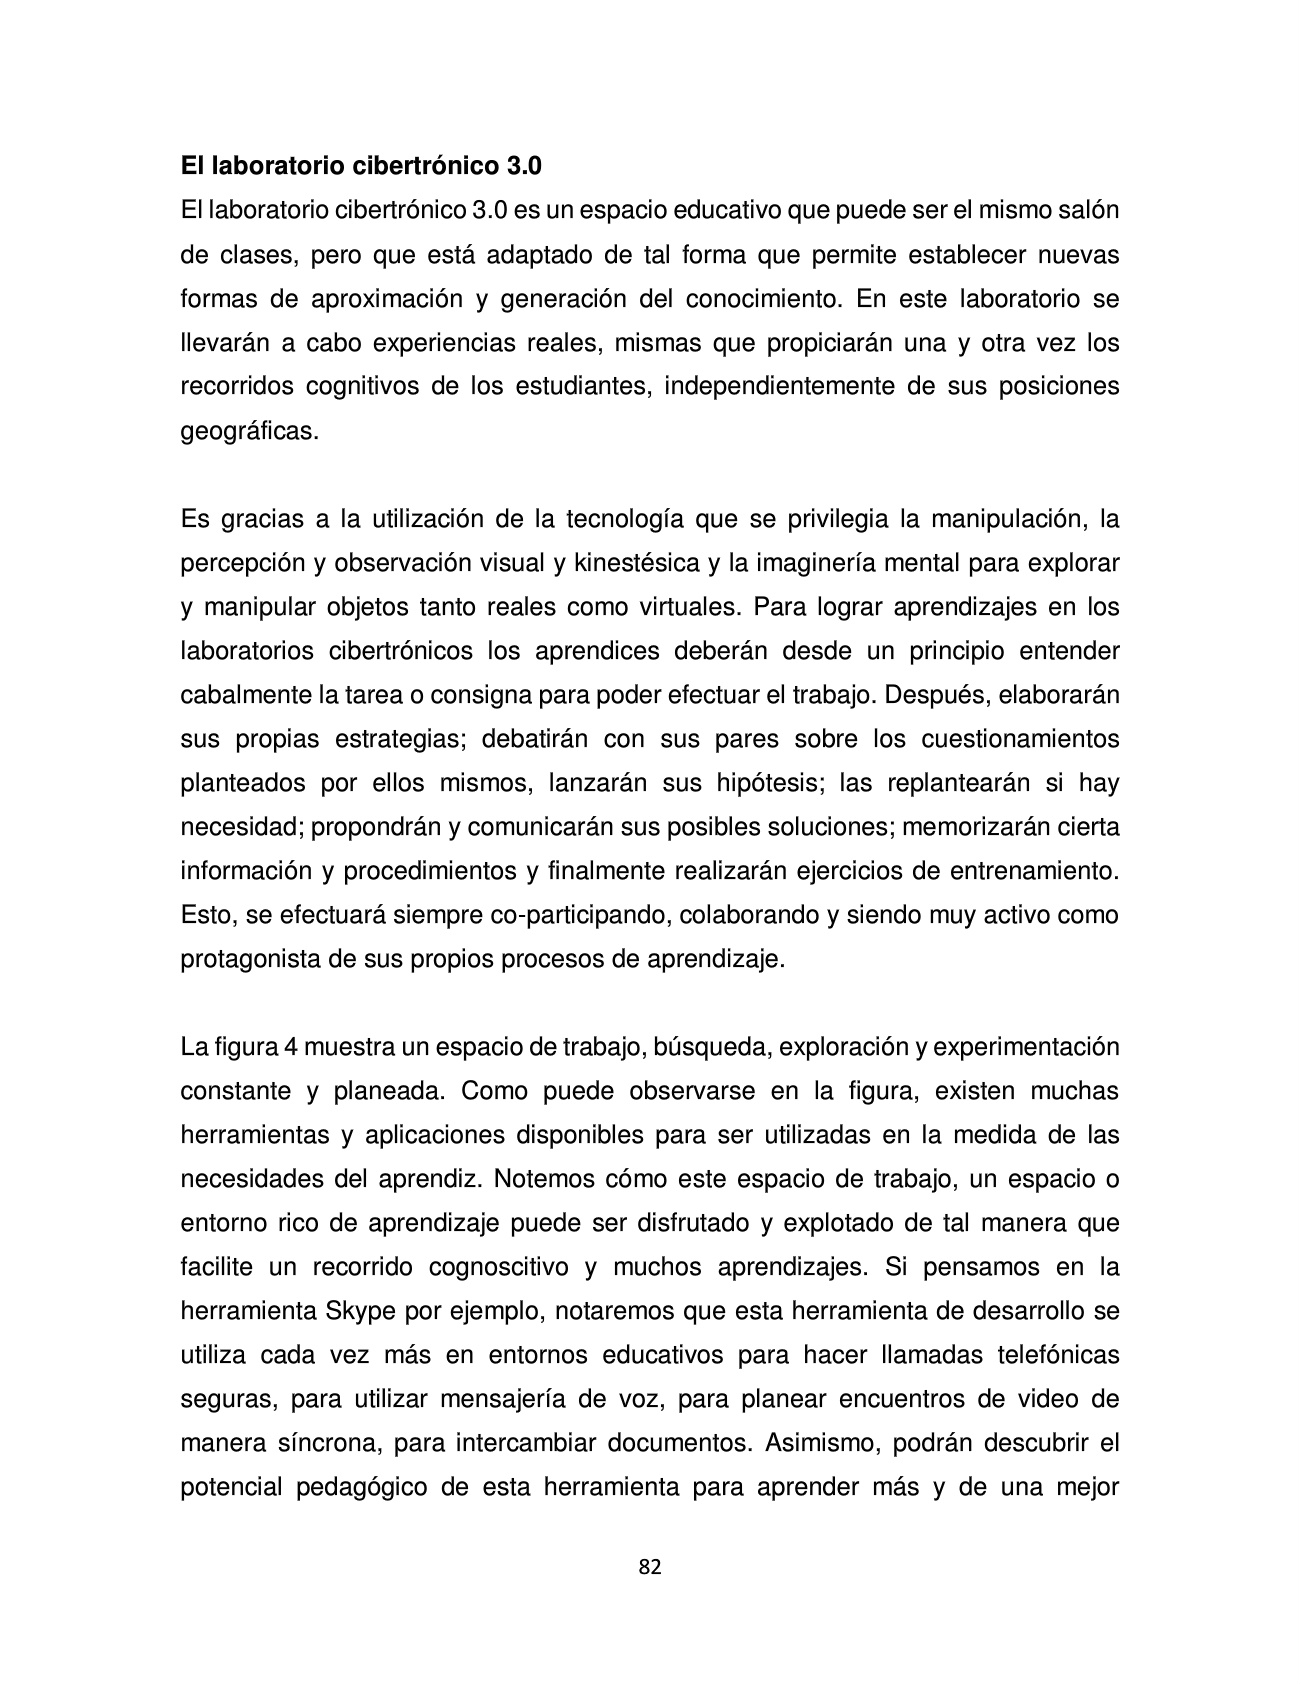 El laboratorio cibertrónico 3.0
El laboratorio cibertrónico 3.0 es un espacio educativo que puede ser el mismo salón
de clases, pero que está adaptado de tal forma que permite establecer nuevas
formas de aproximación y generación del conocimiento. En este laboratorio se
llevarán a cabo experiencias reales, mismas que propiciarán una y otra vez los
recorridos cognitivos de los estudiantes, independientemente de sus posiciones
geográficas.
Es gracias a la utilización de la tecnología que se privilegia la manipulación, la
percepción y observación visual y kinestésica y la imaginería mental para explorar
y manipular objetos tanto reales como virtuales. Para lograr aprendizajes en los
laboratorios cibertrónicos los aprendices deberán desde un principio entender
cabalmente la tarea o consigna para poder efectuar el trabajo. Después, elaborarán
sus propias estrategias; debatirán con sus pares sobre los cuestionamientos
planteados por ellos mismos, lanzarán sus hipótesis; las replantearán si hay
necesidad; propondrán y comunicarán sus posibles soluciones; memorizarán cierta
información y procedimientos y finalmente realizarán ejercicios de entrenamiento.
Esto, se efectuará siempre co-participando, colaborando y siendo muy activo como
protagonista de sus propios procesos de aprendizaje.
La figura 4 muestra un espacio de trabajo, búsqueda, exploración y experimentación
constante y planeada. Como puede observarse en la figura, existen muchas
herramientas y aplicaciones disponibles para ser utilizadas en la medida de las
necesidades del aprendiz. Notemos cómo este espacio de trabajo, un espacio o
entorno rico de aprendizaje puede ser disfrutado y explotado de tal manera que
facilite un recorrido cognoscitivo y muchos aprendizajes. Si pensamos en la
herramienta Skype por ejemplo, notaremos que esta herramienta de desarrollo se
utiliza cada vez más en entornos educativos para hacer llamadas telefónicas
seguras, para utilizar mensajería de voz, para planear encuentros de video de
manera síncrona, para intercambiar documentos. Asimismo, podrán descubrir el
potencial pedagógico de esta herramienta para aprender más y de una mejor
82